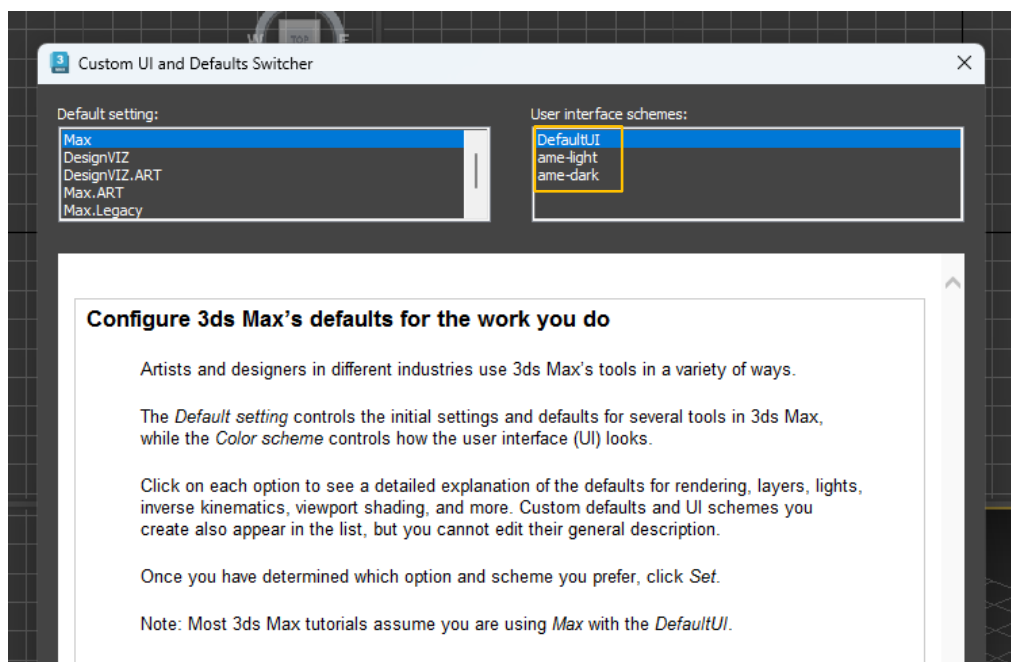 W TOP E
3
Custom UI and Defaults Switcher
Default setting:
Max
DesignVIZ
DesignVIZ.ART
Max.ART
Max.Legacy
User interface schemes:
DefaultUI
ame-light
ame-dark
Configure 3ds Max's defaults for the work you do
Artists and designers in different industries use 3ds Max's tools in a variety of ways.
The Default setting controls the initial settings and defaults for several tools in 3ds Max,
while the Color scheme controls how the user interface (UI) looks.
Click on each option to see a detailed explanation of the defaults for rendering, layers, lights,
inverse kinematics, viewport shading, and more. Custom defaults and UI schemes you
create also appear in the list, but you cannot edit their general description.
Once you have determined which option and scheme you prefer, click Set.
Note: Most 3ds Max tutorials assume you are using Max with the DefaultUI.